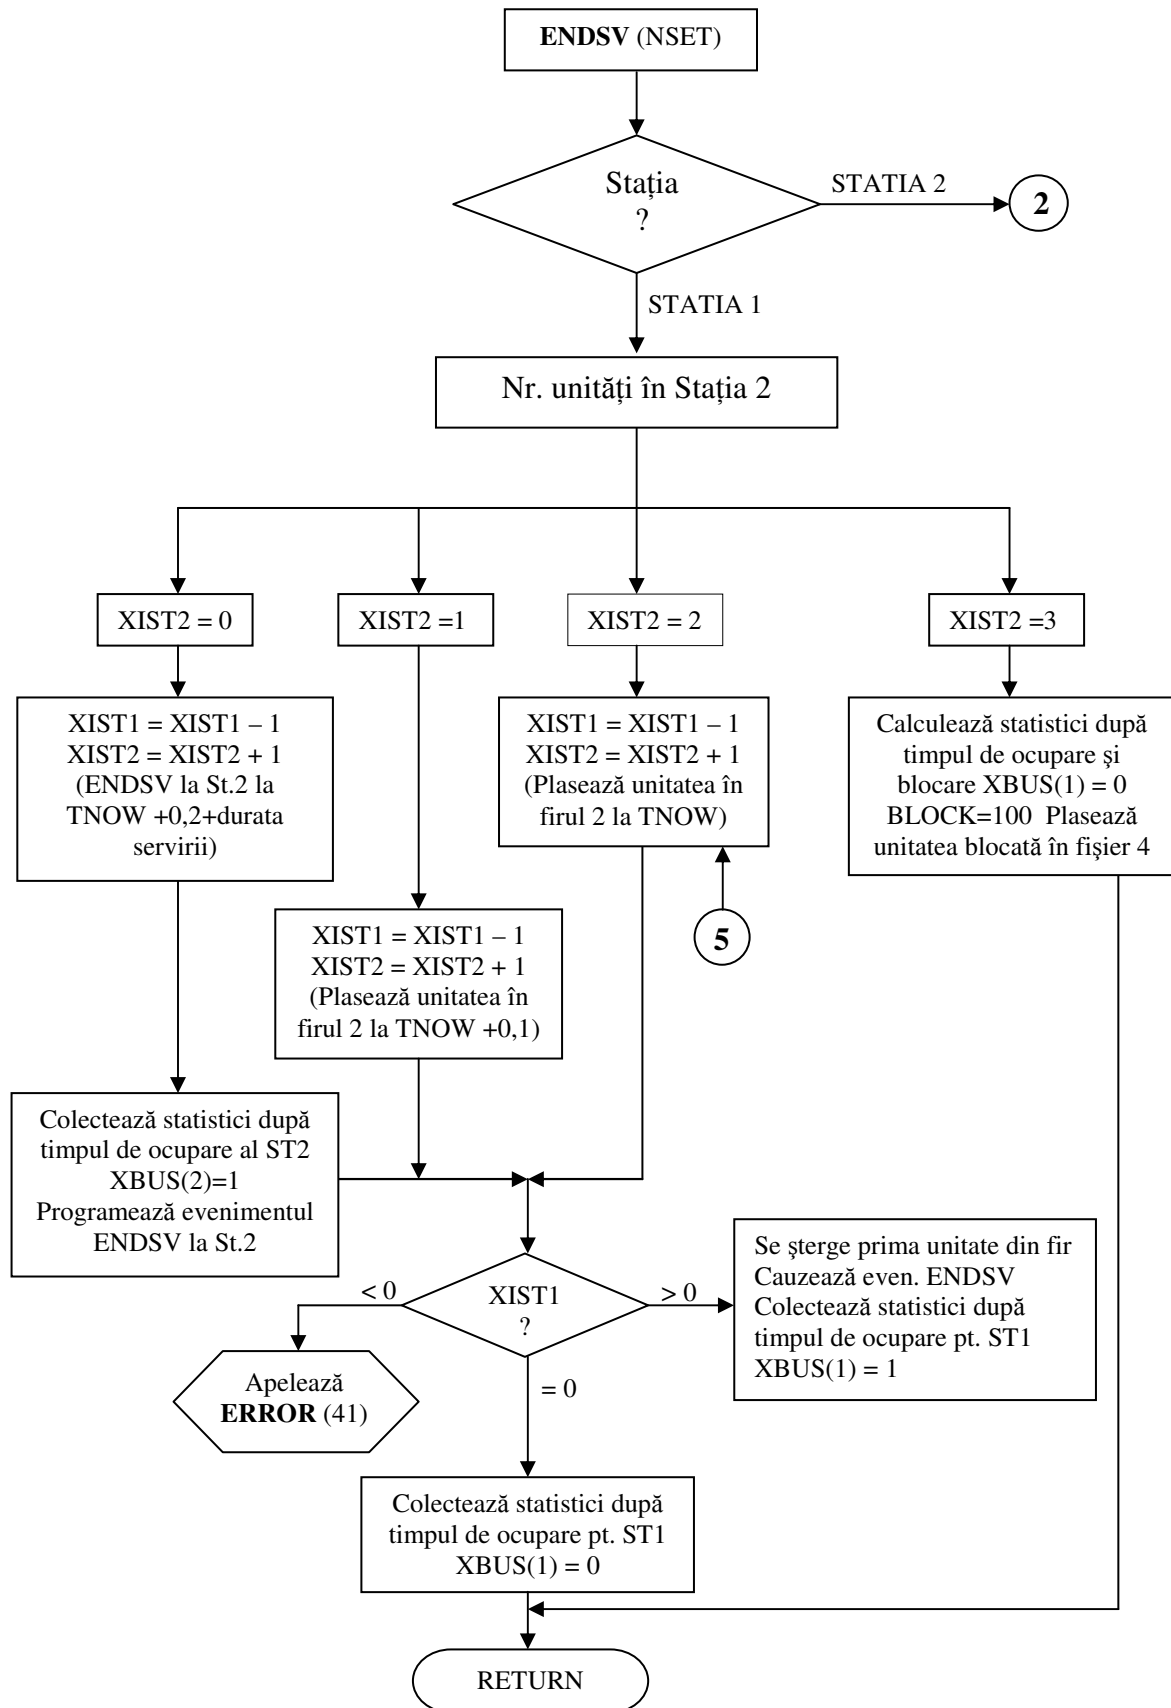 ENDSV (NSET)
Stația
?
STATIA 2
2
STATIA 1
Nr. unități în Stația 2
XIST2 = 0
XIST2 =1
XIST2 = 2
XIST2 =3
XIST1 = XIST1 – 1
XIST2 = XIST2 + 1
(ENDSV la St.2 la
TNOW +0,2+durata
servirii)
XIST1 = XIST1 – 1
XIST2 = XIST2 + 1
(Plasează unitatea în
firul 2 la TNOW)
Calculează statistici după
timpul de ocupare şi
blocare XBUS(1) = 0
BLOCK=100 Plasează
unitatea blocată în fişier 4
5
XIST1 = XIST1 – 1
XIST2 = XIST2 + 1
(Plasează unitatea în
firul 2 la TNOW +0,1)
Colectează statistici după
timpul de ocupare al ST2
XBUS(2)=1
Programează evenimentul
ENDSV la St.2
< 0
XIST1
?
> 0
Se şterge prima unitate din fir
Cauzează even. ENDSV
Colectează statistici după
timpul de ocupare pt. ST1
XBUS(1) = 1
Apelează
ERROR (41)
= 0
Colectează statistici după
timpul de ocupare pt. ST1
XBUS(1) = 0
RETURN